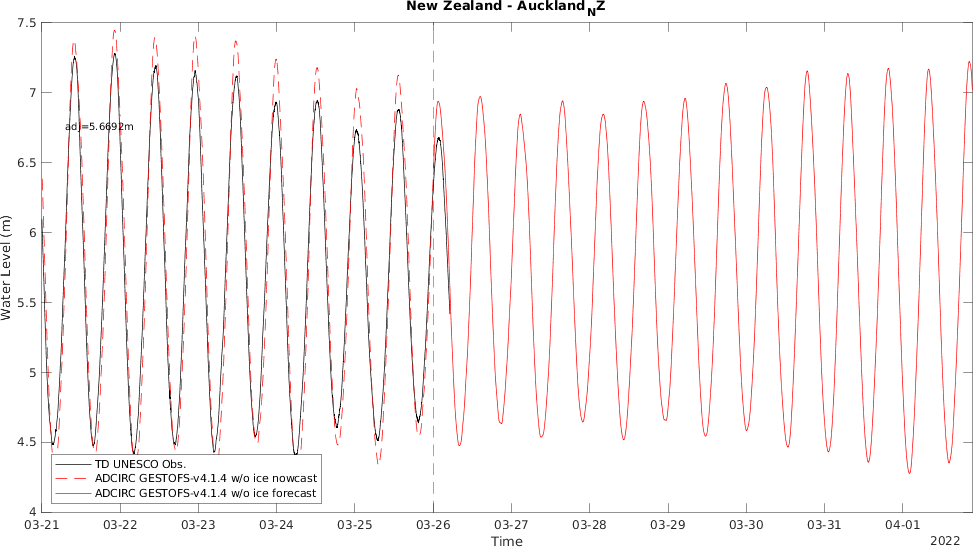 New Zealand - Auckland_NZ
7.5
7
6.5
6
5.5
5
4.5
4
Water Level (m)
adj=5.6692m
TD UNESCO Obs.
ADCIRC GESTOFS-v4.1.4 w/o ice nowcast
ADCIRC GESTOFS-v4.1.4 w/o ice forecast
03-21 03-22 03-23 03-24 03-25 03-26 03-27 03-28 03-29 03-30 03-31 04-01
Time
2022